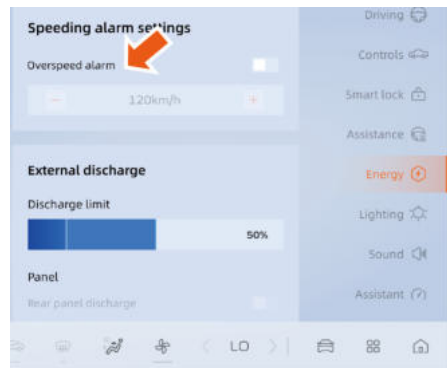 Speeding alarm settings
Overspeed alarm
120km/h
External discharge
Discharge limit
50%
Panel
Rear panel discharge
Driving
Controls
Smart lock
Assistance
Energy
Lighting
Sound
Assistant
LO